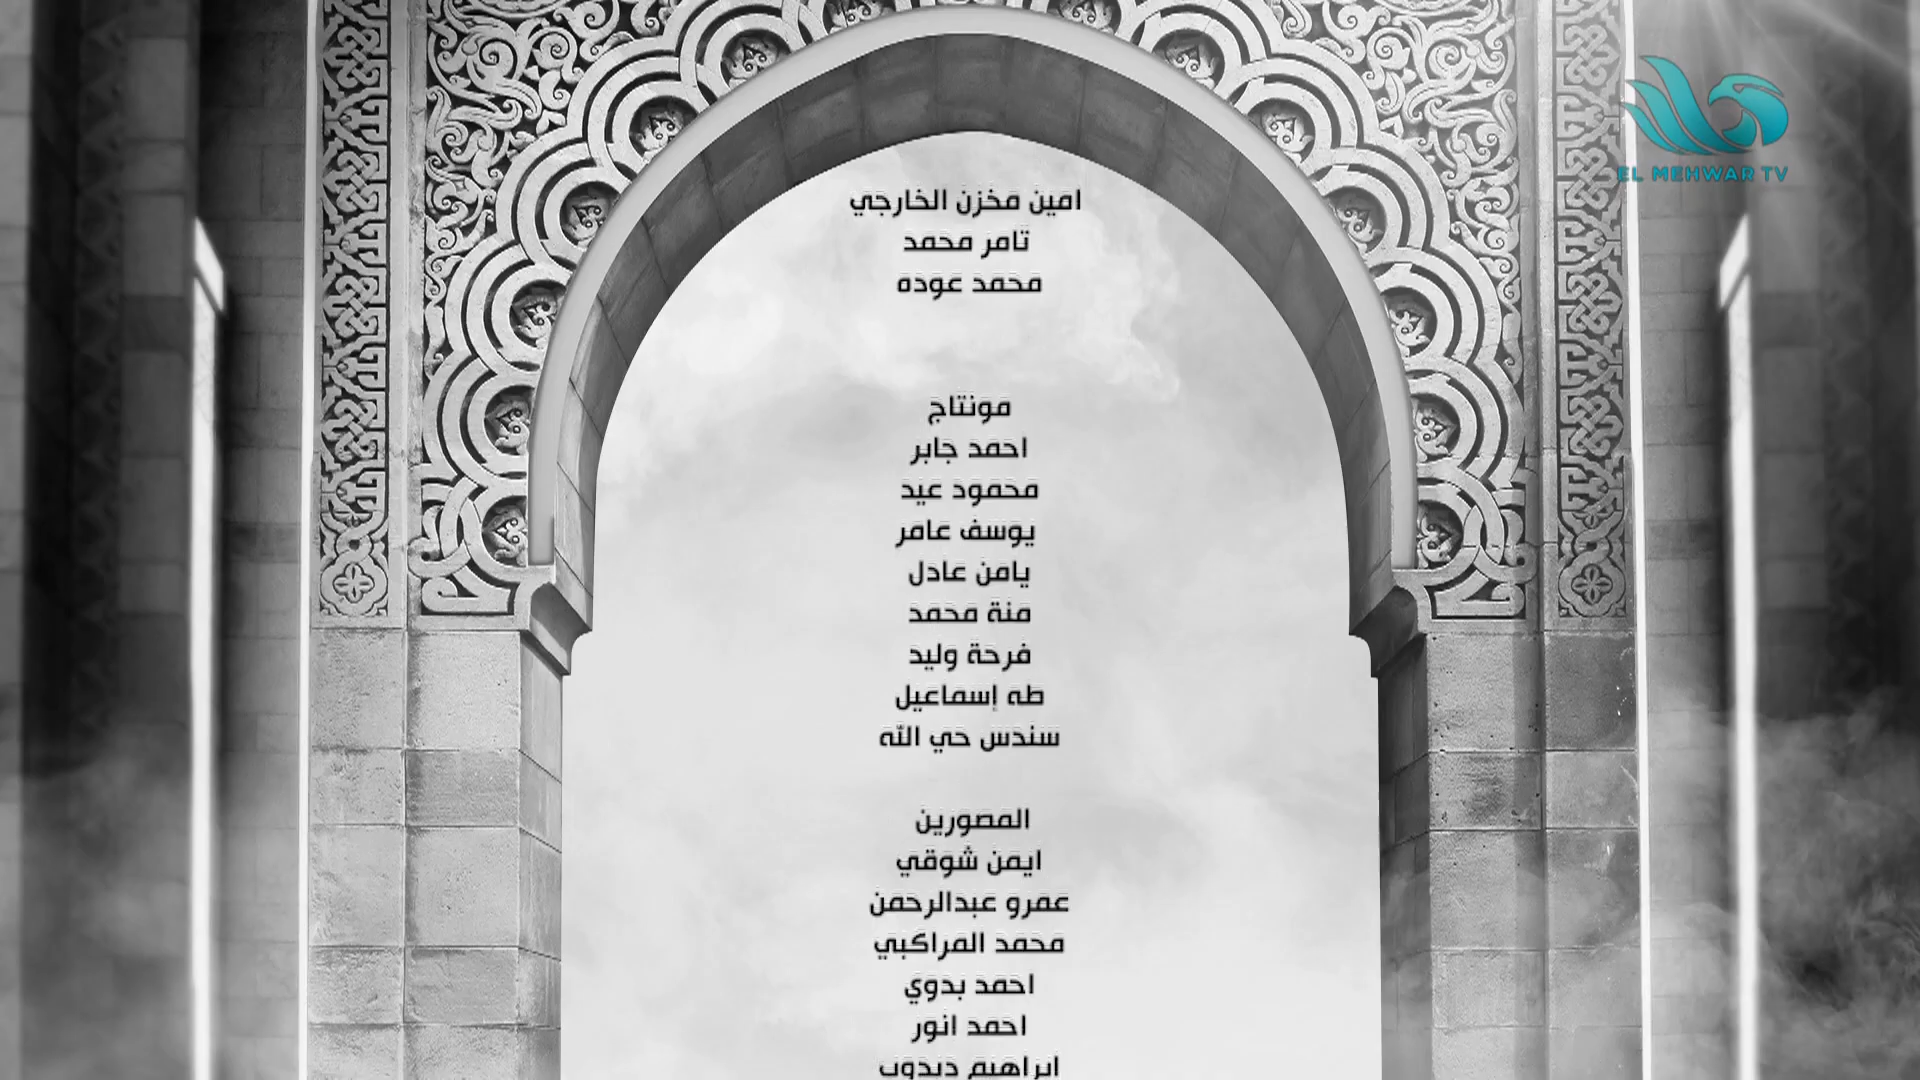 EL MEHWAR TV
امين مخزن الخارجي
تامر محمد
محمد عوده
مونتاج
احمد جابر
محمود عيد
يوسف عامر
يامن عادل
منة محمد
فرحة وليد
طه إسماعيل
سندس حي الله
المصورين
ايمن شوقي
عمرو عبدالرحمن
محمد المراكبي
احمد بدوي
احمد انور
ابراهيم